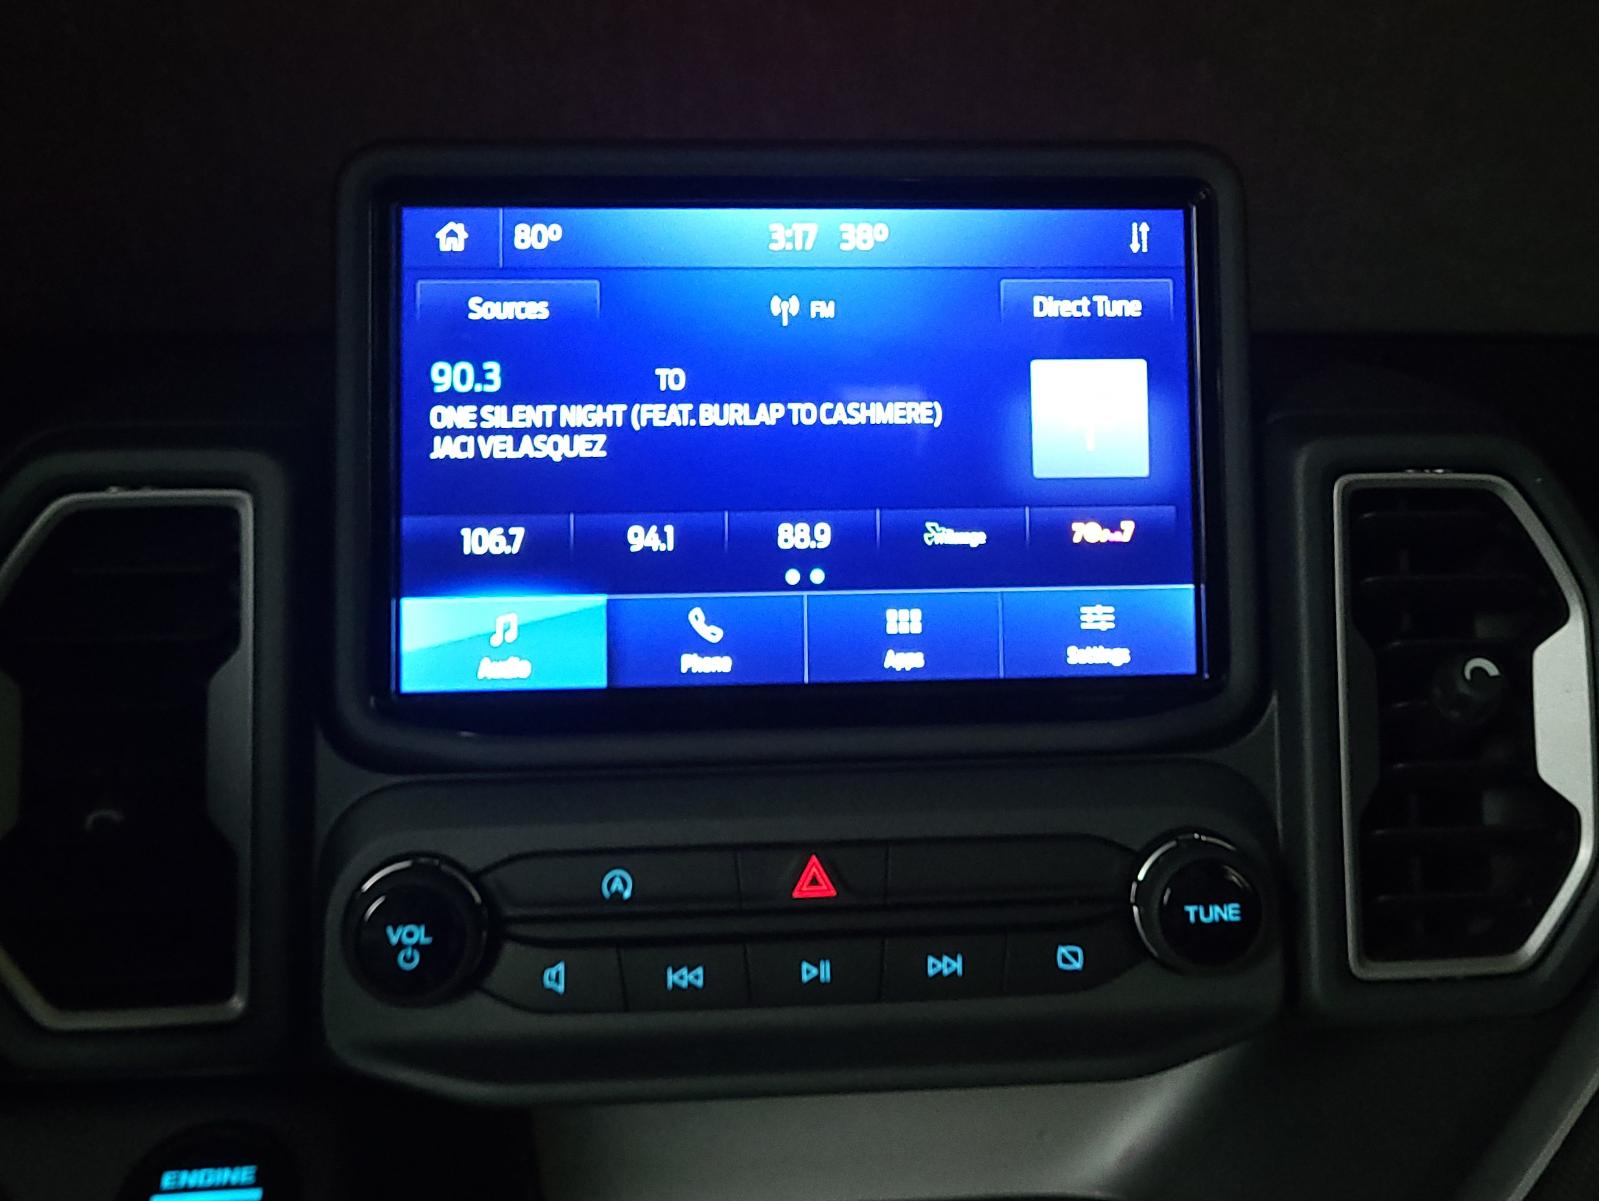 80° 3:17 38°
Sources FM Direct Tune
90.3 TO
ONE SILENT NIGHT (FEAT. BURLAP TO CASHMERE)
JACI VELASQUEZ
106.7 94.1 88.9
Audio Phone Apps Settings
VOL
TUNE
ENGINE